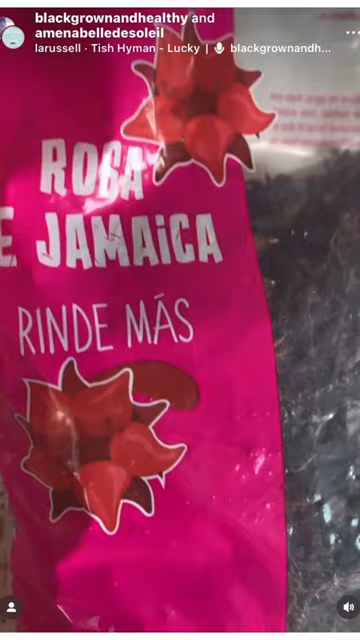 blackgrownandhealthy and
amenabelledesoleil
larussell · Tish Hyman - Lucky | blackgrownandh...
ROSA
E JAMAiCA
RINDE MÁS